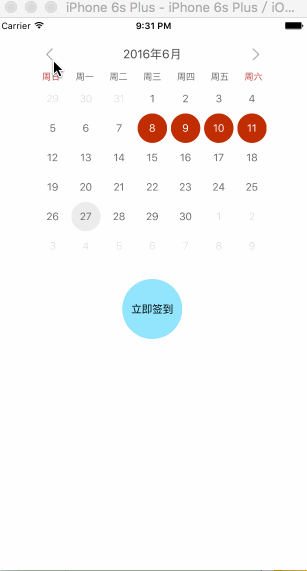 iPhone 6s Plus - iPhone 6s Plus / iO...
Carrier 9:31 PM
2016年6月
周日 周一 周二 周三 周四 周五 周六
29 30 31 1 2 3 4
5 6 7 8 9 10 11
12 13 14 15 16 17 18
19 20 21 22 23 24 25
26 27 28 29 30 1 2
3 4 5 6 7 8 9
立即签到